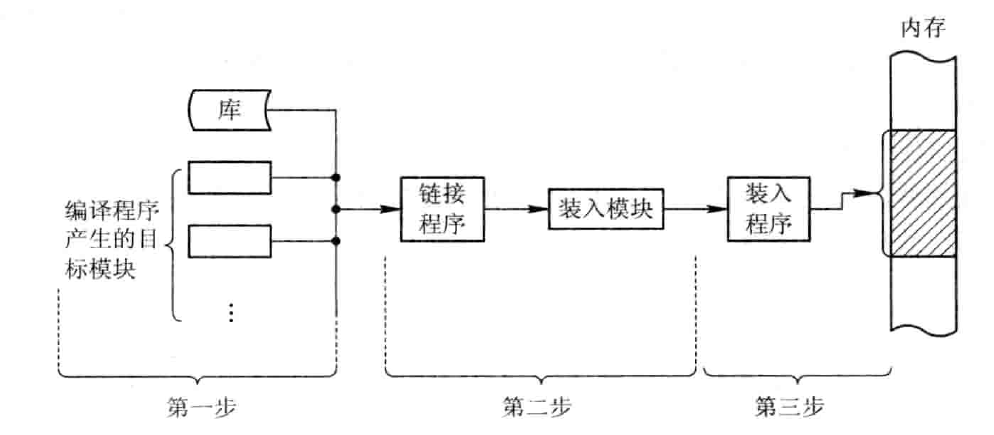 内存
库
编译程序
产生的目
标模块
⋮
链接
程序
装入模块
装入
程序
第一步
第二步
第三步